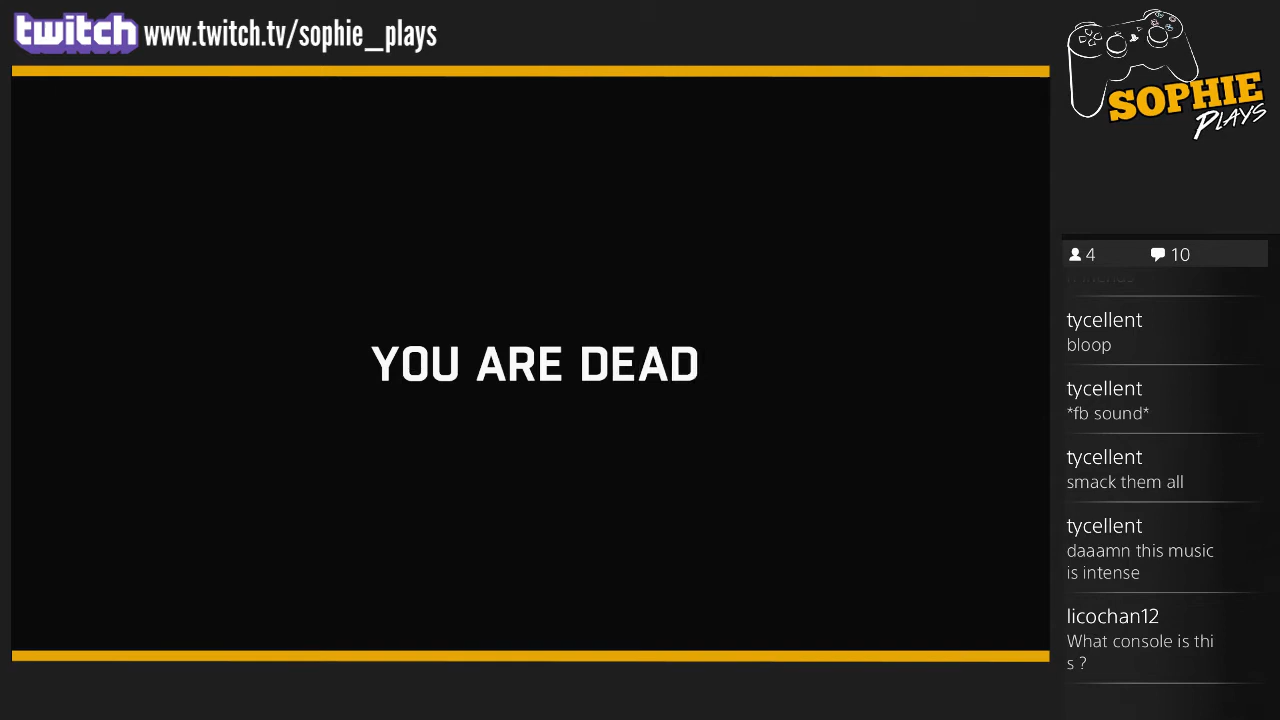 twitch www.twitch.tv/sophie_plays
SOPHIE
PLAYS
4 10
YOU ARE DEAD
tycellent
bloop
tycellent
*fb sound*
tycellent
smack them all
tycellent
daaamn this music
is intense
licochan12
What console is thi
s ?